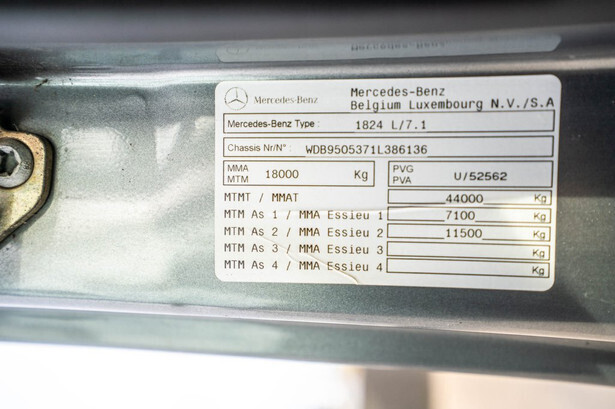 Mercedes-Benz
Mercedes-Benz
Belgium Luxembourg N.V./S.A
Mercedes-Benz Type : 1824 L/7.1
Chassis Nr/N° : WDB9505371L386136
MMA
MTM 18000 Kg
PVG
PVA U/52562
MTMT / MMAT 44000 Kg
MTM As 1 / MMA Essieu 1 7100 Kg
MTM As 2 / MMA Essieu 2 11500 Kg
MTM As 3 / MMA Essieu 3 Kg
MTM As 4 / MMA Essieu 4 Kg